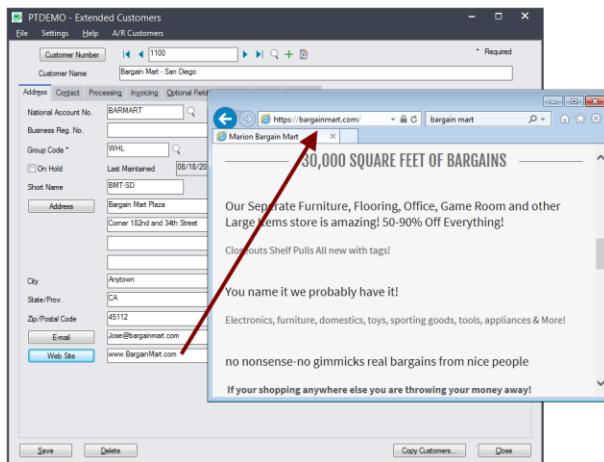 PTDEMO - Extended Customers
File Settings Help A/R Customers
Customer Number 1100 * Required
Customer Name Bargain Mart - San Diego
Address Contact Processing Invoicing Optional Field
National Account No. BARMART
Business Reg. No.
Group Code * WHL
On Hold Last Maintained 08/18/20
Short Name BMT-SD
Address Bargain Mart Plaza
Corner 182nd and 34th Street
City Anytown
State/Prov. CA
Zip/Postal Code 45112
E-mail Jose@bargainmart.com
Web Site www.BargainMart.com
Save Delete Copy Customers... Close
https://bargainmart.com/ bargain mart
Marion Bargain Mart
30,000 SQUARE FEET OF BARGAINS
Our Seperate Furniture, Flooring, Office, Game Room and other
Large Items store is amazing! 50-90% Off Everything!
Closeouts Shelf Pulls All new with tags!
You name it we probably have it!
Electronics, furniture, domestics, toys, sporting goods, tools, appliances & More!
no nonsense-no gimmicks real bargains from nice people
If your shopping anywhere else you are throwing your money away!